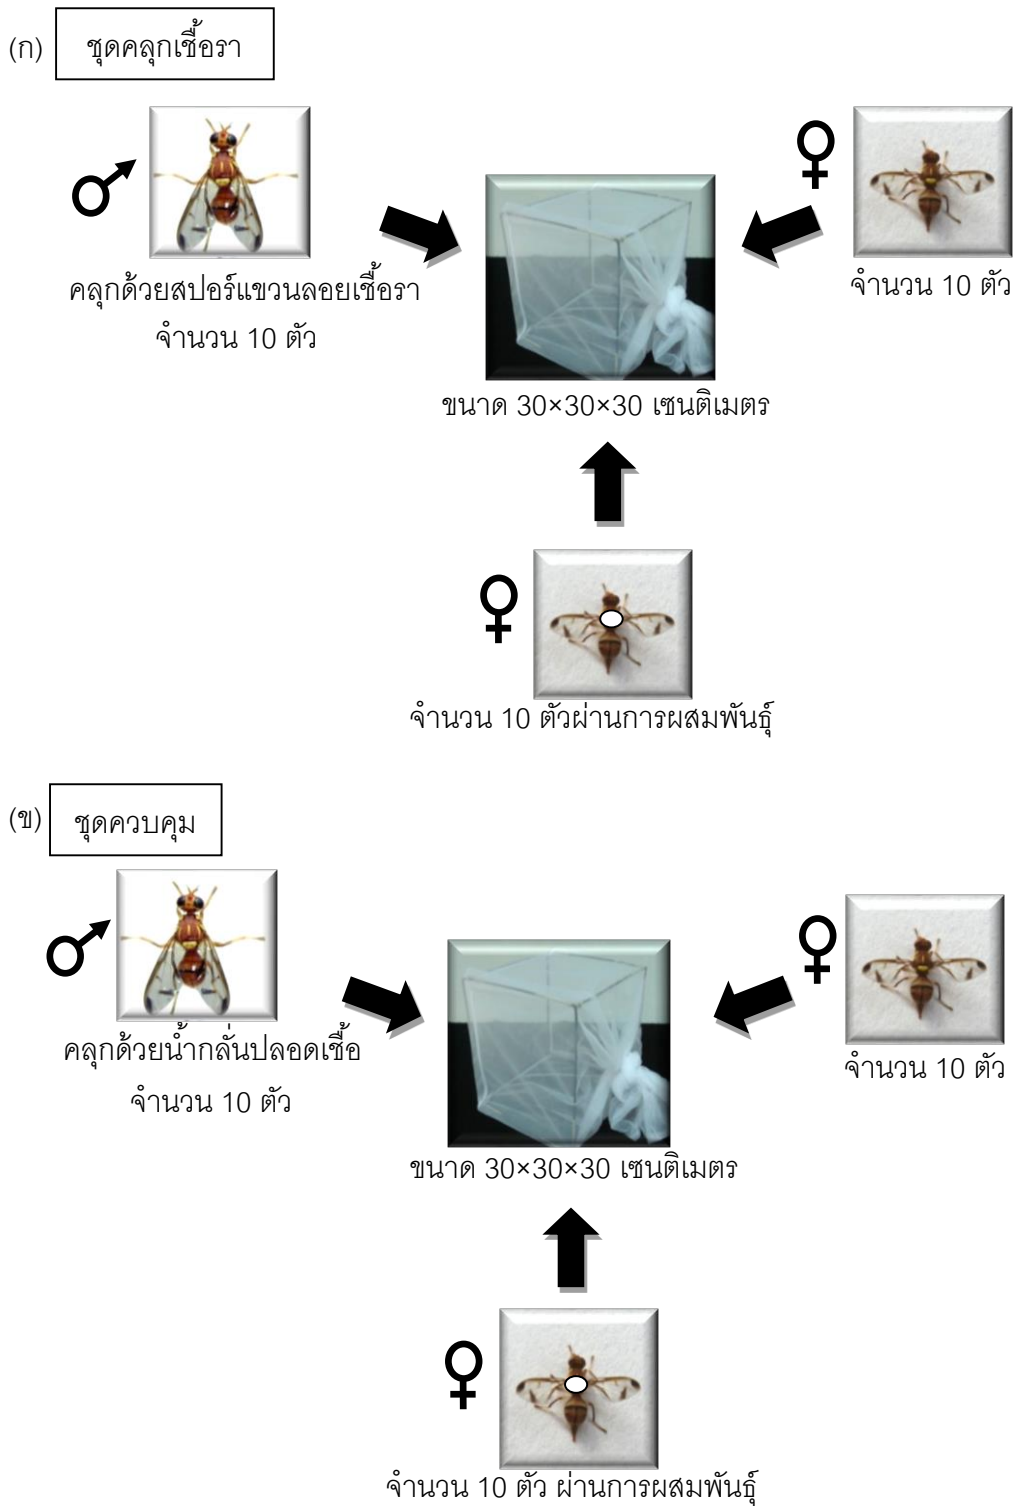 (ก) ชุดคลุกเชื้อรา
คลุกด้วยสปอร์แขวนลอยเชื้อรา
จำนวน 10 ตัว
จำนวน 10 ตัว
ขนาด 30×30×30 เซนติเมตร
จำนวน 10 ตัวผ่านการผสมพันธุ์
(ข) ชุดควบคุม
คลุกด้วยน้ำกลั่นปลอดเชื้อ
จำนวน 10 ตัว
จำนวน 10 ตัว
ขนาด 30×30×30 เซนติเมตร
จำนวน 10 ตัว ผ่านการผสมพันธุ์